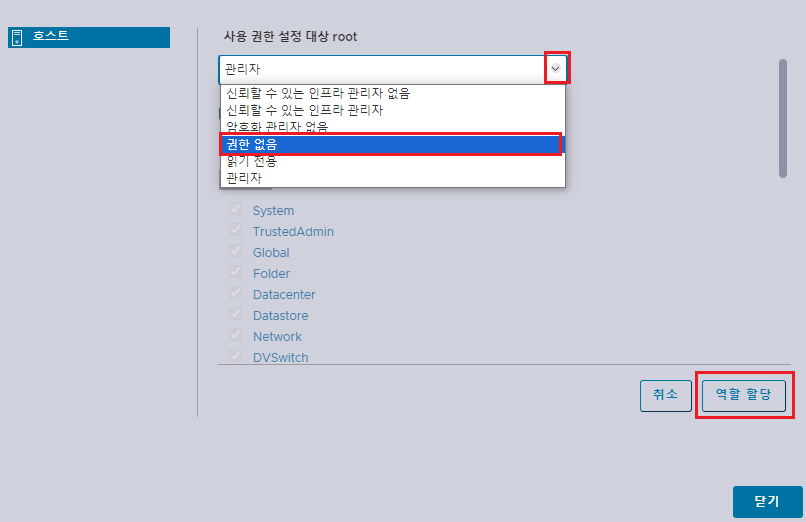 호스트
사용 권한 설정 대상 root
관리자
신뢰할 수 있는 인프라 관리자 없음
신뢰할 수 있는 인프라 관리자
암호화 관리자 없음
권한 없음
읽기 전용
관리자
System
TrustedAdmin
Global
Folder
Datacenter
Datastore
Network
DVSwitch
취소
역할 할당
닫기